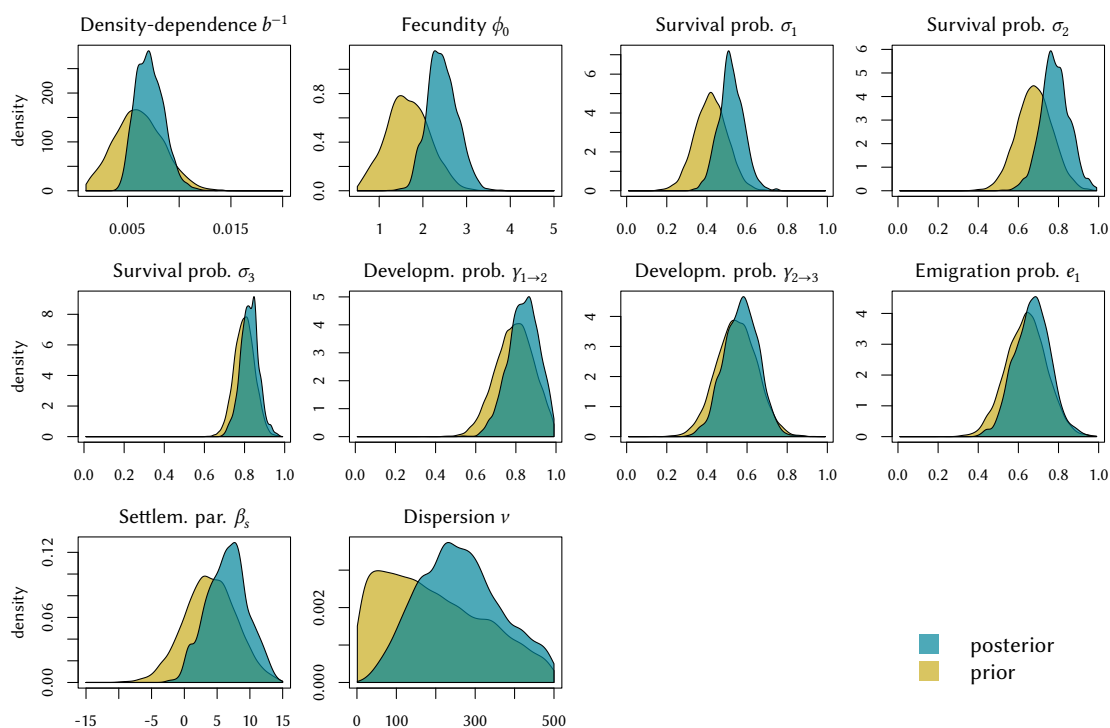 Density-dependence b⁻¹
Fecundity ϕ₀
Survival prob. σ₁
Survival prob. σ₂
density
0 100 200
0.005 0.015
0.0 0.4 0.8
1 2 3 4 5
0 2 4 6
0.0 0.2 0.4 0.6 0.8 1.0
0 1 2 3 4 5 6
0.0 0.2 0.4 0.6 0.8 1.0
Survival prob. σ₃
Developm. prob. γ₁→₂
Developm. prob. γ₂→₃
Emigration prob. e₁
density
0 2 4 6 8
0.0 0.2 0.4 0.6 0.8 1.0
0 1 2 3 4 5
0.0 0.2 0.4 0.6 0.8 1.0
0 1 2 3 4
0.0 0.2 0.4 0.6 0.8 1.0
0 1 2 3 4
0.0 0.2 0.4 0.6 0.8 1.0
Settlem. par. βₛ
Dispersion ν
density
0.00 0.06 0.12
-15 -5 0 5 10 15
0.000 0.002
0 100 300 500
posterior
prior